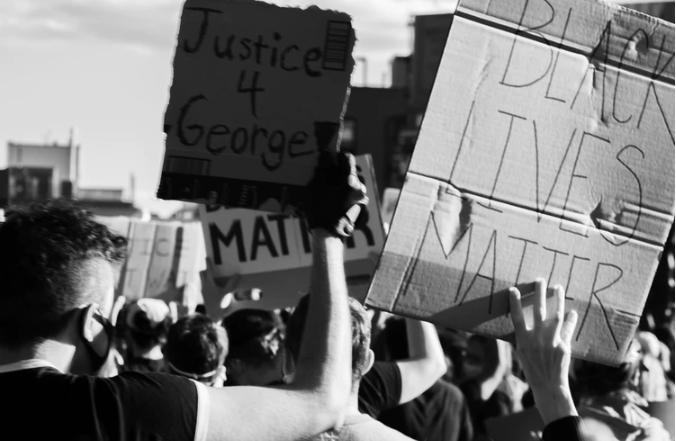 Justice
4
George
BLACK
LIVES
MATTER
MATTER